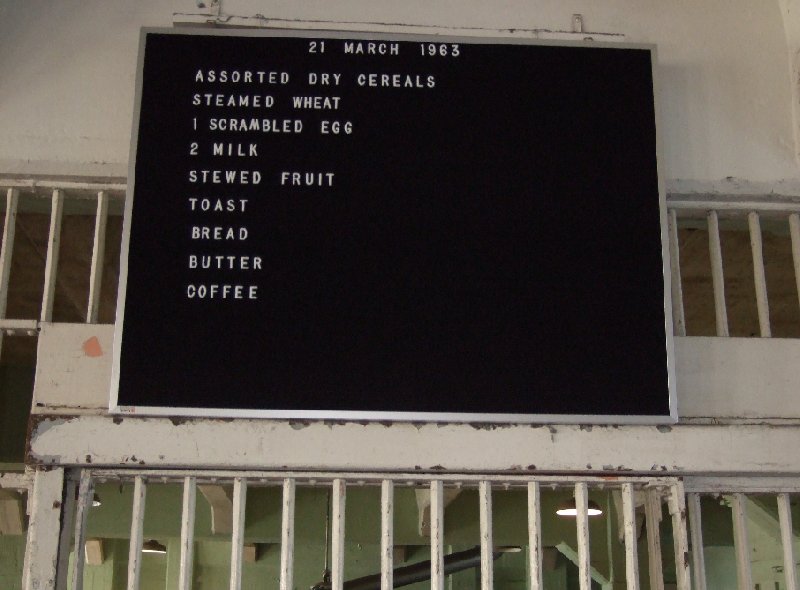 21 MARCH 1963
ASSORTED DRY CEREALS
STEAMED WHEAT
1 SCRAMBLED EGG
2 MILK
STEWED FRUIT
TOAST
BREAD
BUTTER
COFFEE